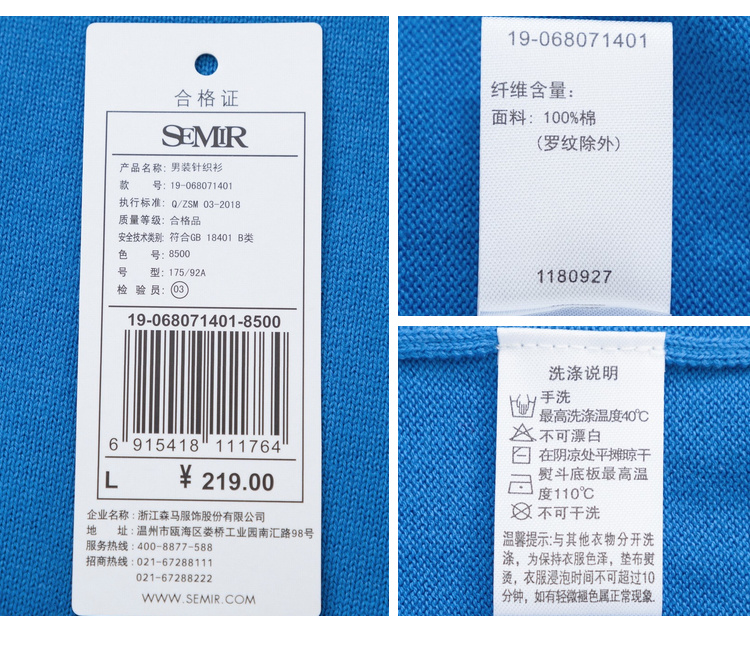 合格证
SEMIR
产品名称: 男装针织衫
款 号: 19-068071401
执行标准: Q/ZSM 03-2018
质量等级: 合格品
安全技术类别: 符合GB 18401 B类
色 号: 8500
号 型: 175/92A
检 验 员: 03
19-068071401-8500
6 915418 111764
L ¥ 219.00
企业名称: 浙江森马服饰股份有限公司
地 址: 温州市瓯海区娄桥工业园南汇路98号
服务热线: 400-8877-588
招商热线: 021-67288111
021-67288222
WWW.SEMIR.COM
19-068071401
纤维含量:
面料: 100%棉
(罗纹除外)
1180927
洗涤说明
手洗
最高洗涤温度40℃
不可漂白
在阴凉处平摊晾干
熨斗底板最高温
度110℃
不可干洗
温馨提示:与其他衣物分开洗
涤, 为保持衣服色泽, 垫布熨
烫, 衣服浸泡时间不可超过10
分钟, 如有轻微褪色属正常现象.